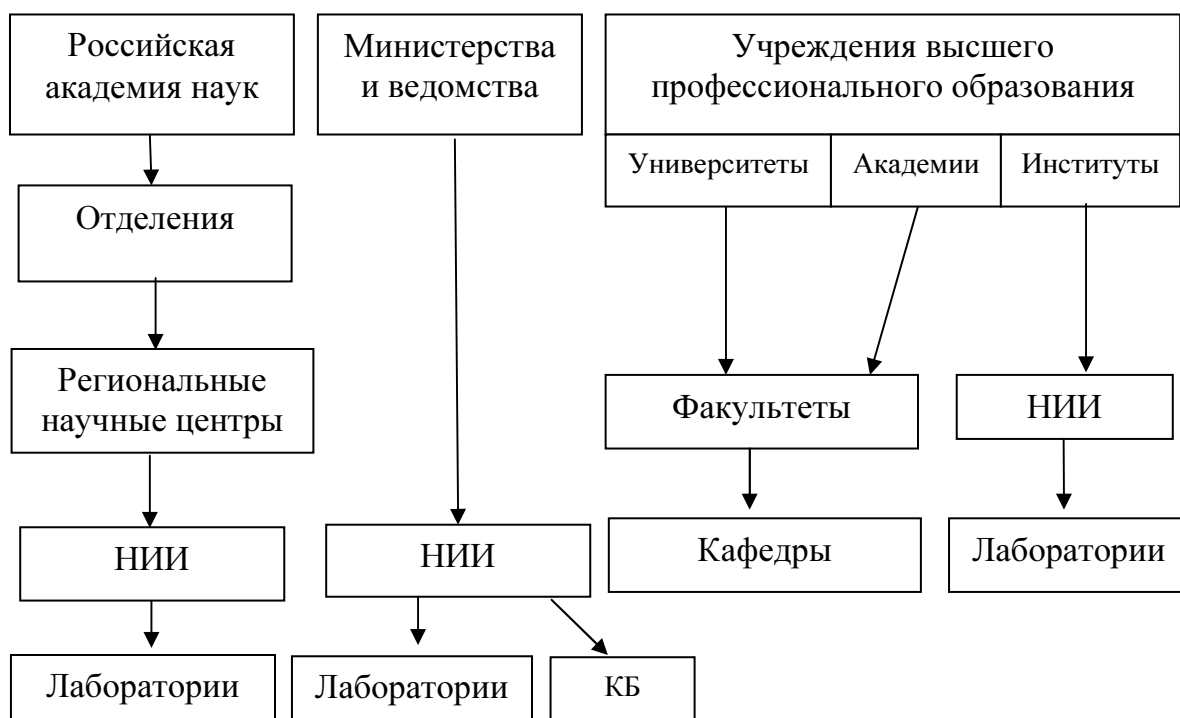 Российская
академия наук
Министерства
и ведомства
Учреждения высшего
профессионального образования
Университеты
Академии
Институты
Отделения
Региональные
научные центры
Факультеты
НИИ
НИИ
НИИ
Кафедры
Лаборатории
Лаборатории
Лаборатории
КБ